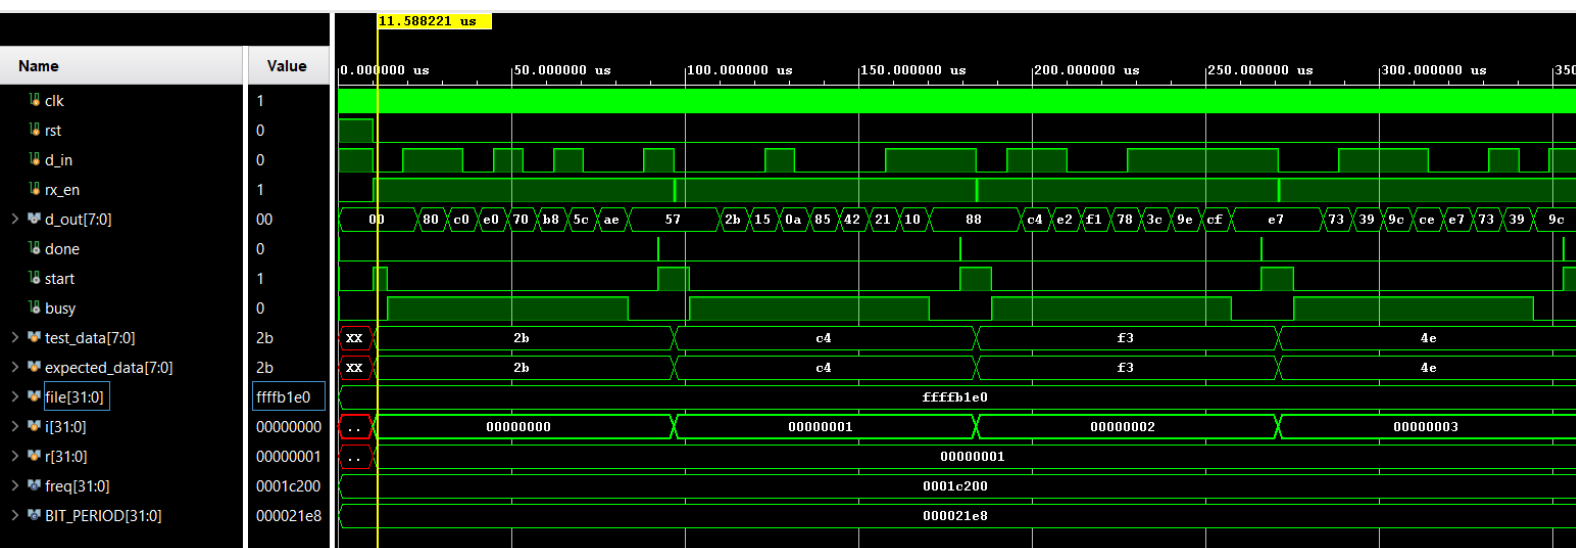 11.588221 us
Name Value 0.000000 us 50.000000 us 100.000000 us 150.000000 us 200.000000 us 250.000000 us 300.000000 us 350
clk 1
rst 0
d_in 0
rx_en 1
d_out[7:0] 00 00 80 c0 e0 70 b8 5c ae 57 2b 15 0a 85 42 21 10 88 c4 e2 f1 78 3c 9e cf e7 73 39 9c ce e7 73 39 9c
done 0
start 1
busy 0
test_data[7:0] 2b XX 2b c4 f3 4e
expected_data[7:0] 2b XX 2b c4 f3 4e
file[31:0] ffffb1e0 ffffb1e0
i[31:0] 00000000 .. 00000000 00000001 00000002 00000003
r[31:0] 00000001 .. 00000001
freq[31:0] 0001c200 0001c200
BIT_PERIOD[31:0] 000021e8 000021e8